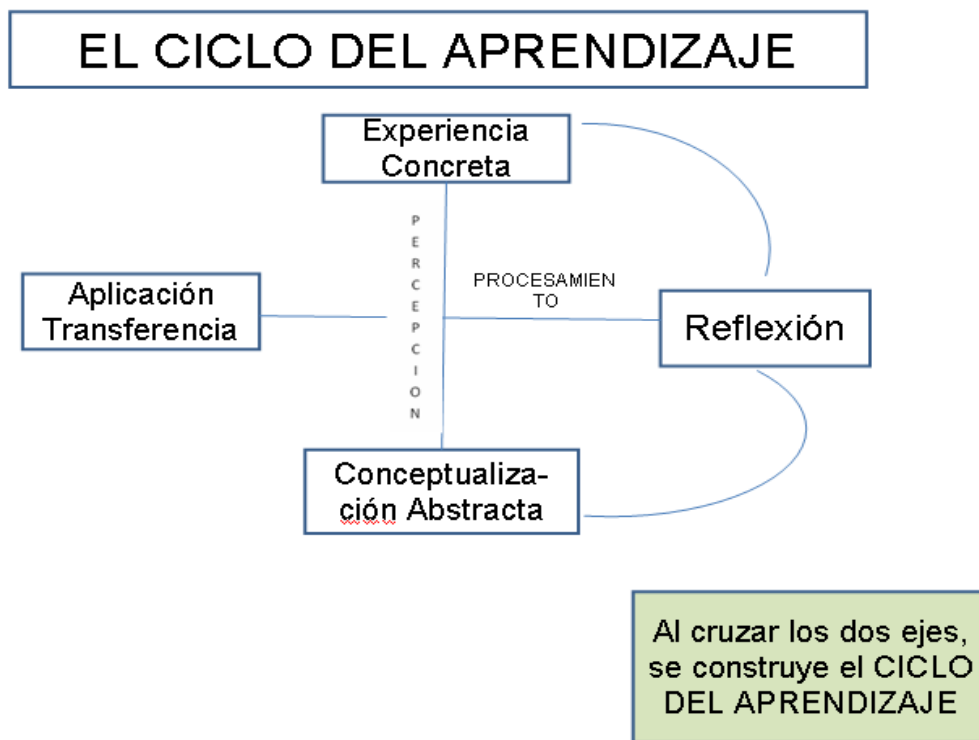 EL CICLO DEL APRENDIZAJE
Experiencia
Concreta
PERCEPCION
PROCESAMIEN
TO
Aplicación
Transferencia
Reflexión
Conceptualiza-
ción Abstracta
Al cruzar los dos ejes,
se construye el CICLO
DEL APRENDIZAJE